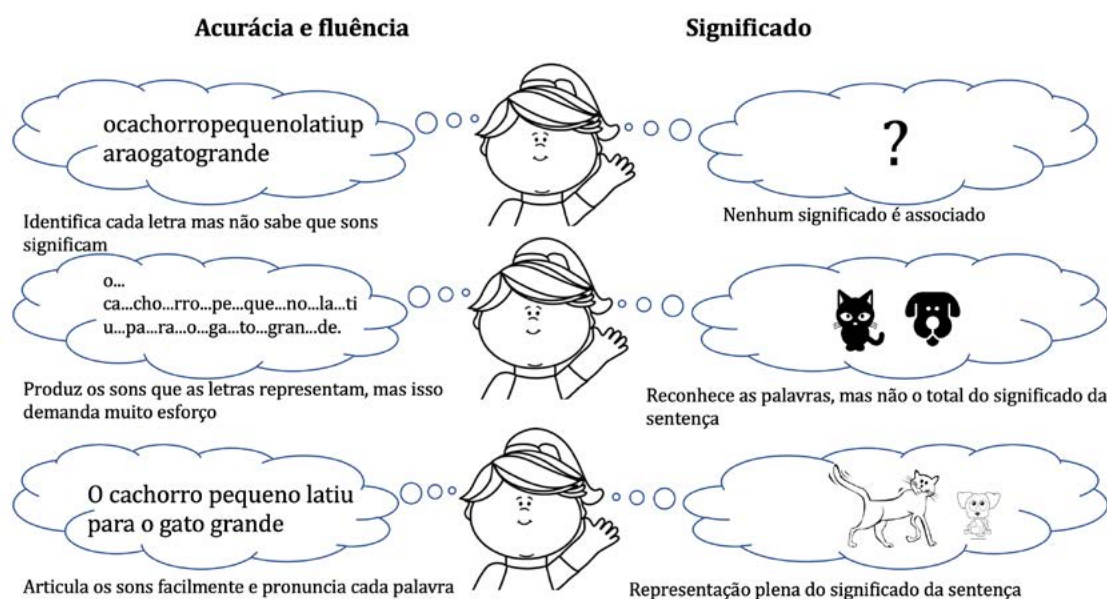 Acurácia e fluência
Significado
ocachorropequenolatiup
araogatogrande
?
Identifica cada letra mas não sabe que sons
significam
Nenhum significado é associado
o...
ca...cho...rro...pe...que...no...la...ti
u...pa...ra...o...ga...to...gran...de.
Produz os sons que as letras representam, mas isso
demanda muito esforço
Reconhece as palavras, mas não o total do significado da
sentença
O cachorro pequeno latiu
para o gato grande
Articula os sons facilmente e pronuncia cada palavra
Representação plena do significado da sentença